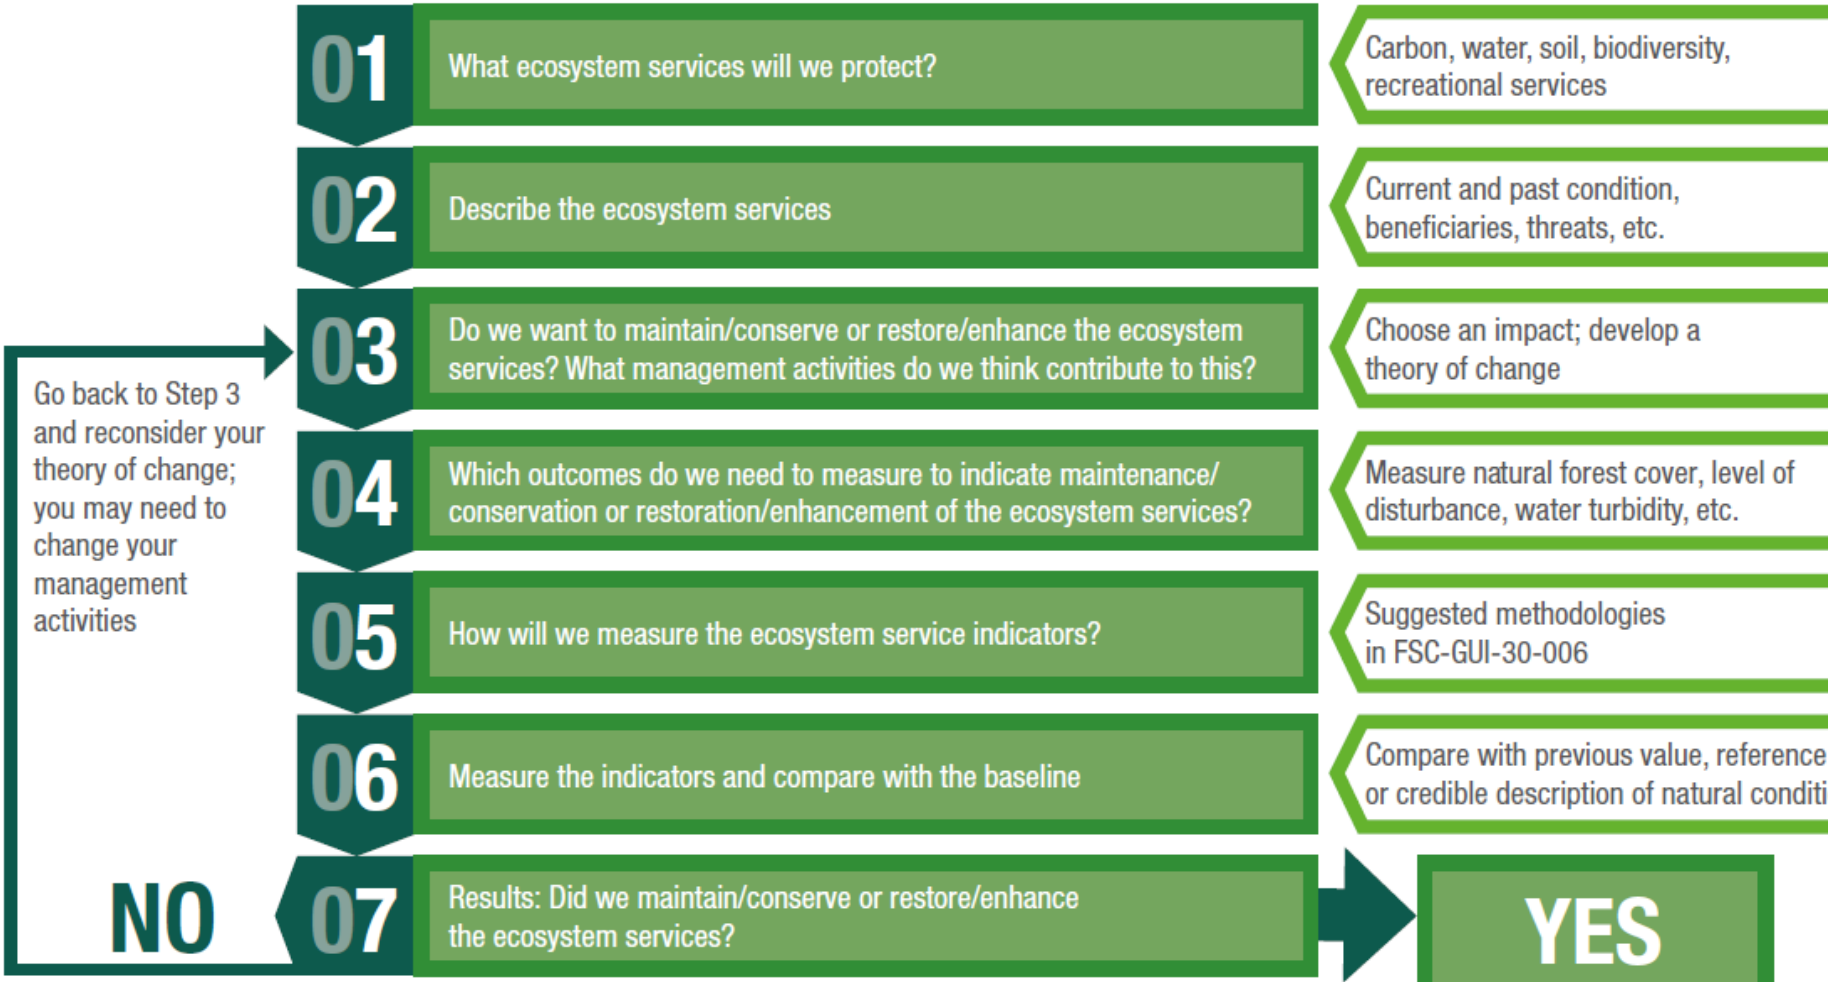 01
What ecosystem services will we protect?
Carbon, water, soil, biodiversity,
recreational services
02
Describe the ecosystem services
Current and past condition,
beneficiaries, threats, etc.
03
Do we want to maintain/conserve or restore/enhance the ecosystem
services? What management activities do we think contribute to this?
Choose an impact; develop a
theory of change
Go back to Step 3
and reconsider your
theory of change;
you may need to
change your
management
activities
04
Which outcomes do we need to measure to indicate maintenance/
conservation or restoration/enhancement of the ecosystem services?
Measure natural forest cover, level of
disturbance, water turbidity, etc.
05
How will we measure the ecosystem service indicators?
Suggested methodologies
in FSC-GUI-30-006
06
Measure the indicators and compare with the baseline
Compare with previous value, reference
or credible description of natural conditi
NO
07
Results: Did we maintain/conserve or restore/enhance
the ecosystem services?
YES